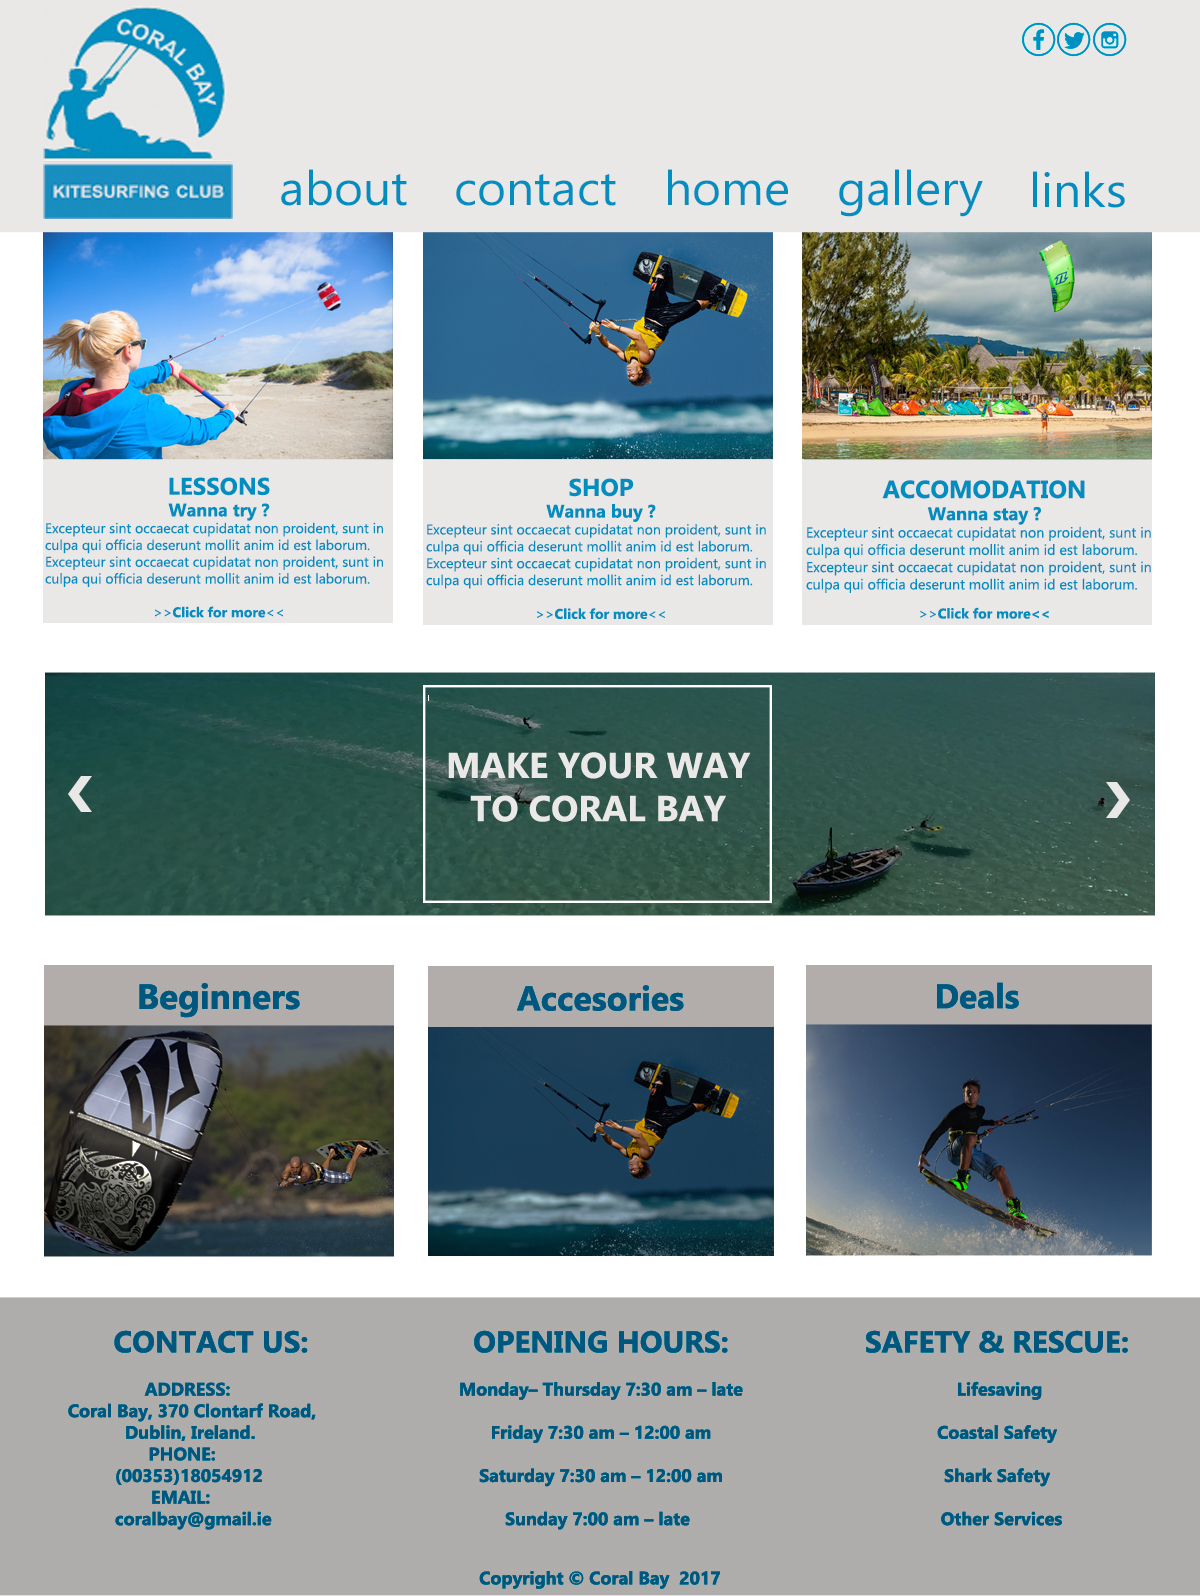 CORAL BAY
KITESURFING CLUB
about contact home gallery links
LESSONS
Wanna try ?
Excepteur sint occaecat cupidatat non proident, sunt in
culpa qui officia deserunt mollit anim id est laborum.
Excepteur sint occaecat cupidatat non proident, sunt in
culpa qui officia deserunt mollit anim id est laborum.
>>Click for more<<
SHOP
Wanna buy ?
Excepteur sint occaecat cupidatat non proident, sunt in
culpa qui officia deserunt mollit anim id est laborum.
Excepteur sint occaecat cupidatat non proident, sunt in
culpa qui officia deserunt mollit anim id est laborum.
>>Click for more<<
ACCOMODATION
Wanna stay ?
Excepteur sint occaecat cupidatat non proident, sunt in
culpa qui officia deserunt mollit anim id est laborum.
Excepteur sint occaecat cupidatat non proident, sunt in
culpa qui officia deserunt mollit anim id est laborum.
>>Click for more<<
MAKE YOUR WAY
TO CORAL BAY
Beginners
Accesories
Deals
CONTACT US:
ADDRESS:
Coral Bay, 370 Clontarf Road,
Dublin, Ireland.
PHONE:
(00353)18054912
EMAIL:
coralbay@gmail.ie
OPENING HOURS:
Monday– Thursday 7:30 am – late
Friday 7:30 am – 12:00 am
Saturday 7:30 am – 12:00 am
Sunday 7:00 am – late
SAFETY & RESCUE:
Lifesaving
Coastal Safety
Shark Safety
Other Services
Copyright © Coral Bay 2017